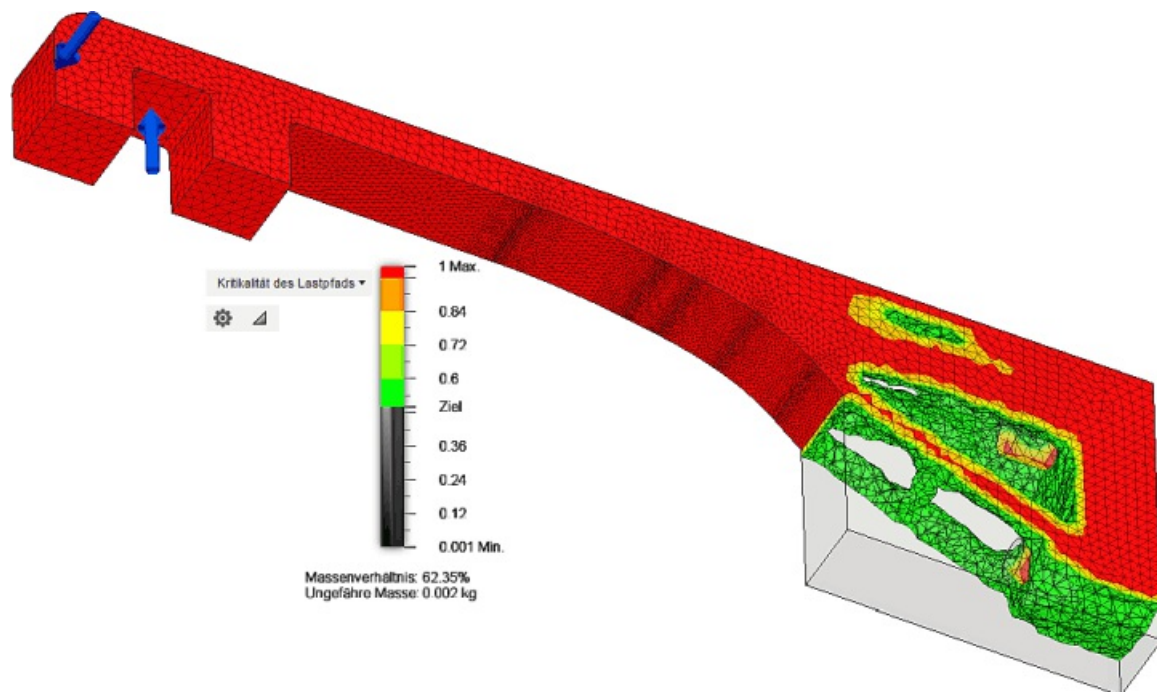 Kritikalität des Lastpfads
1 Max.
0.84
0.72
0.6
Ziel
0.36
0.24
0.12
0.001 Min.
Massenverhältnis: 62.35%
Ungefähre Masse: 0.002 kg